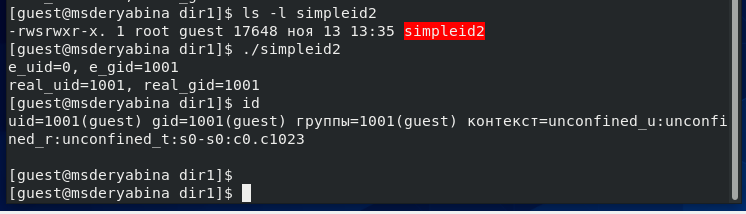 [guest@msderyabina dir1]$ ls -l simpleid2
-rwsrwxr-x. 1 root guest 17648 ноя 13 13:35 simpleid2
[guest@msderyabina dir1]$ ./simpleid2
e_uid=0, e_gid=1001
real_uid=1001, real_gid=1001
[guest@msderyabina dir1]$ id
uid=1001(guest) gid=1001(guest) группы=1001(guest) контекст=unconfined_u:unconfi
ned_r:unconfined_t:s0-s0:c0.c1023
[guest@msderyabina dir1]$
[guest@msderyabina dir1]$